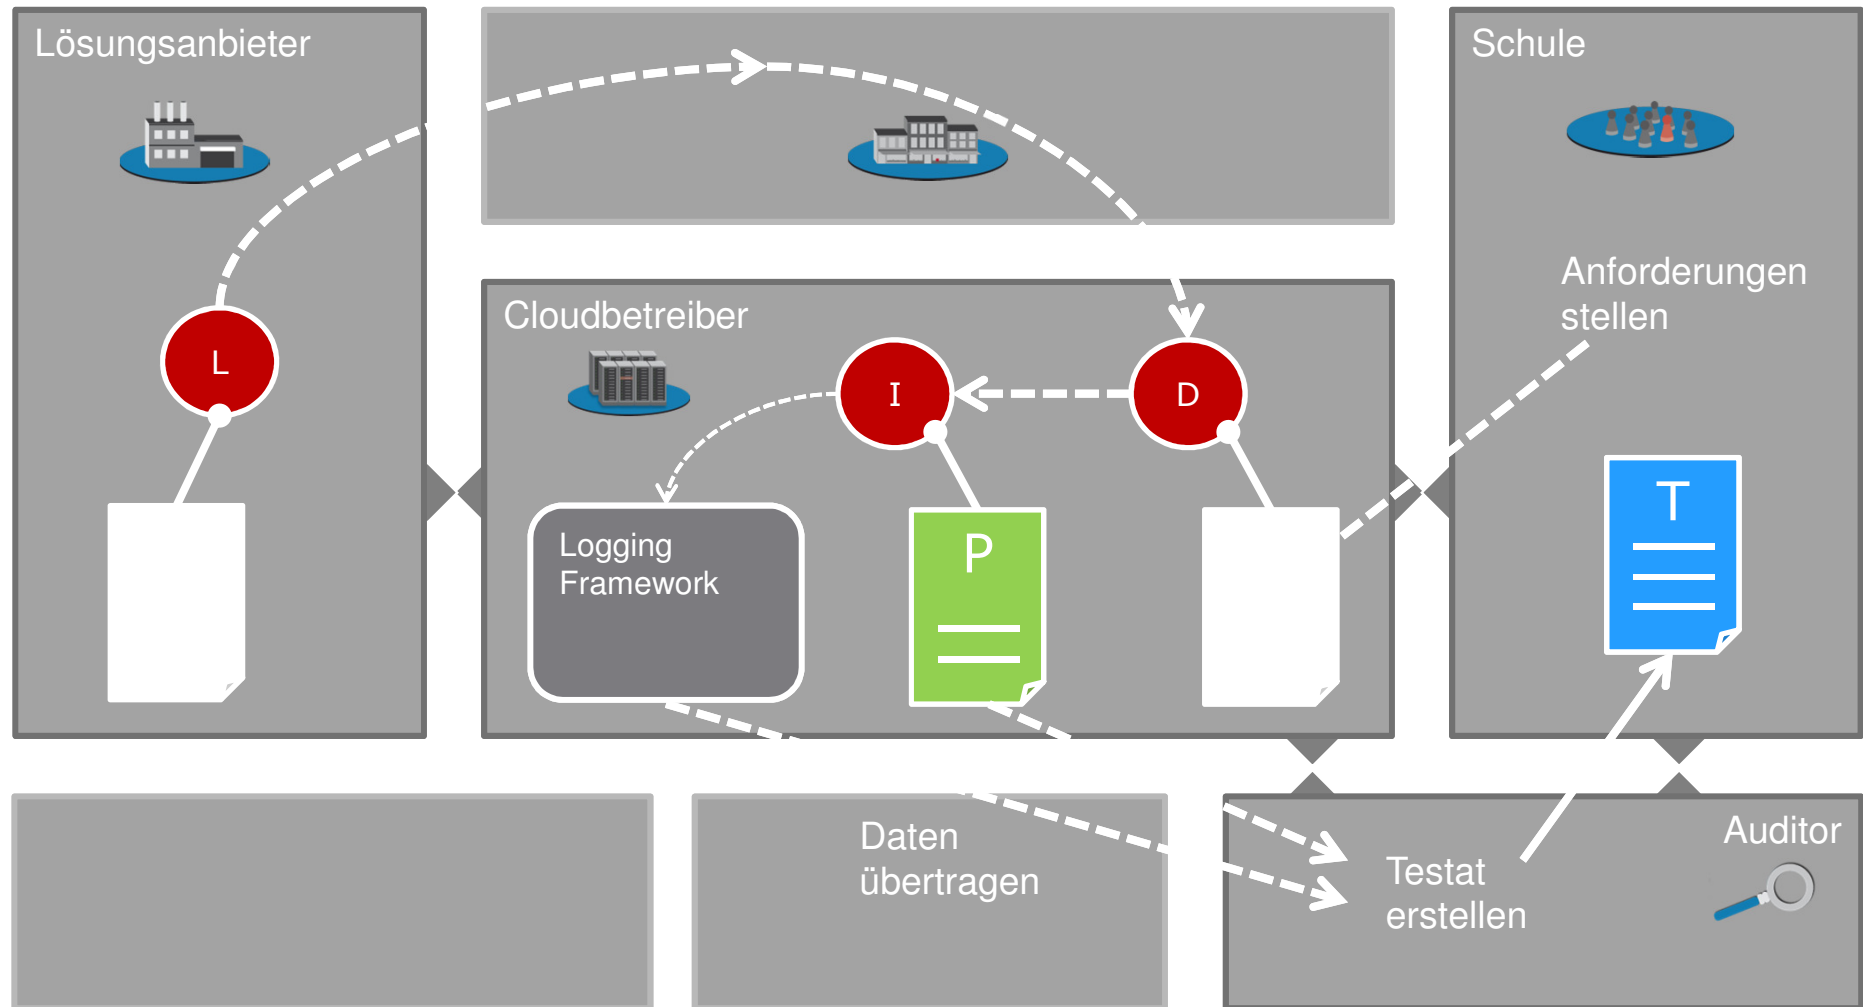 Lösungsanbieter
Schule
Anforderungen
stellen
Cloudbetreiber
L
I
D
Logging
Framework
P
T
Daten
übertragen
Auditor
Testat
erstellen